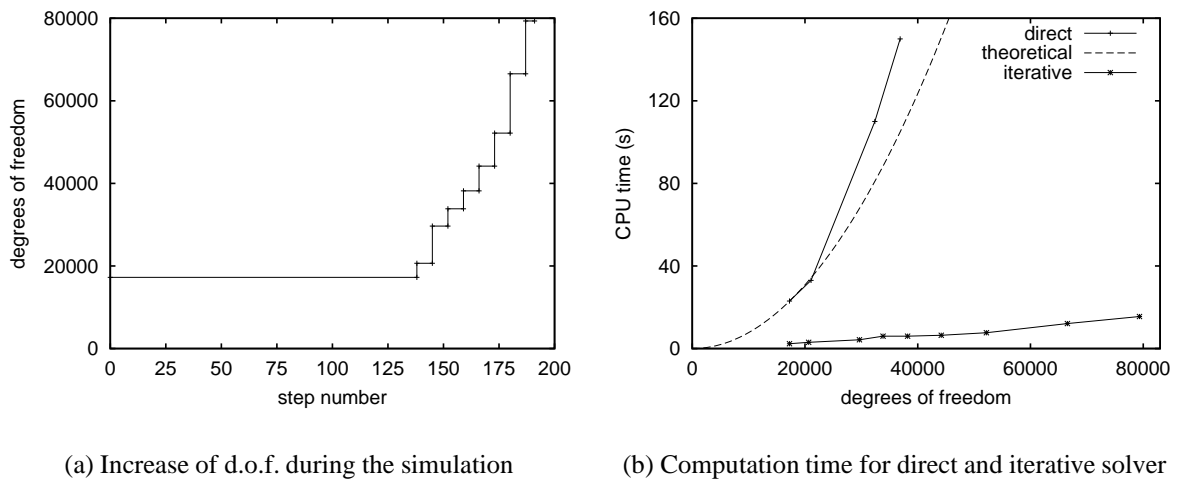 80000
60000
40000
20000
0
degrees of freedom
0 25 50 75 100 125 150 175 200
step number
160
120
80
40
0
CPU time (s)
direct
theoretical
iterative
0 20000 40000 60000 80000
degrees of freedom
(a) Increase of d.o.f. during the simulation
(b) Computation time for direct and iterative solver